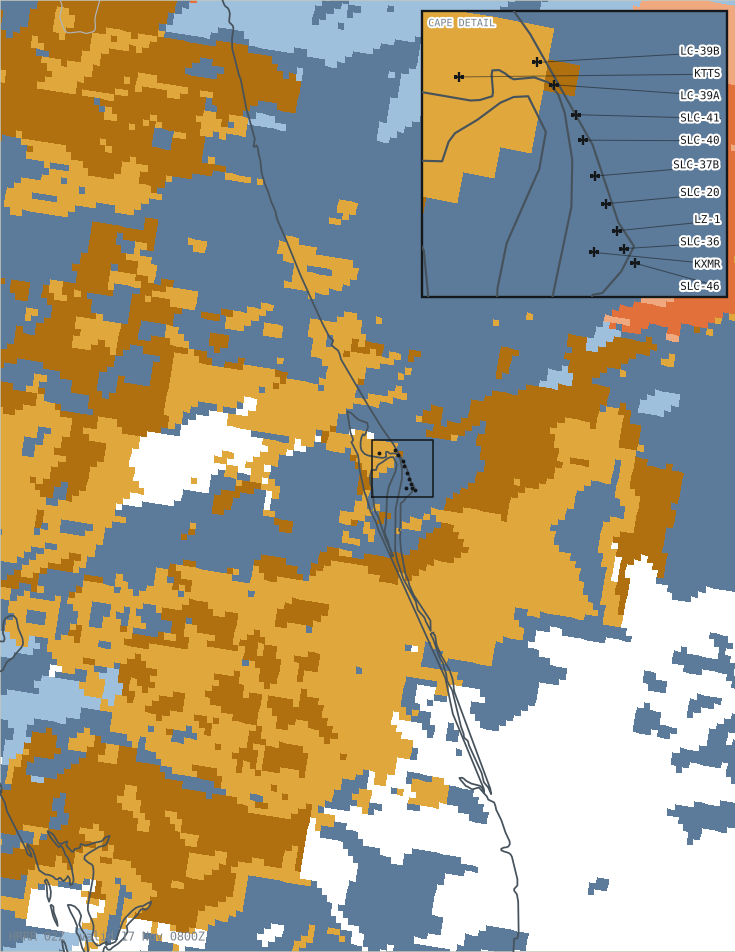 CAPE DETAIL
LC-39B
KTTS
LC-39A
SLC-41
SLC-40
SLC-37B
SLC-20
LZ-1
SLC-36
KXMR
SLC-46
0800Z